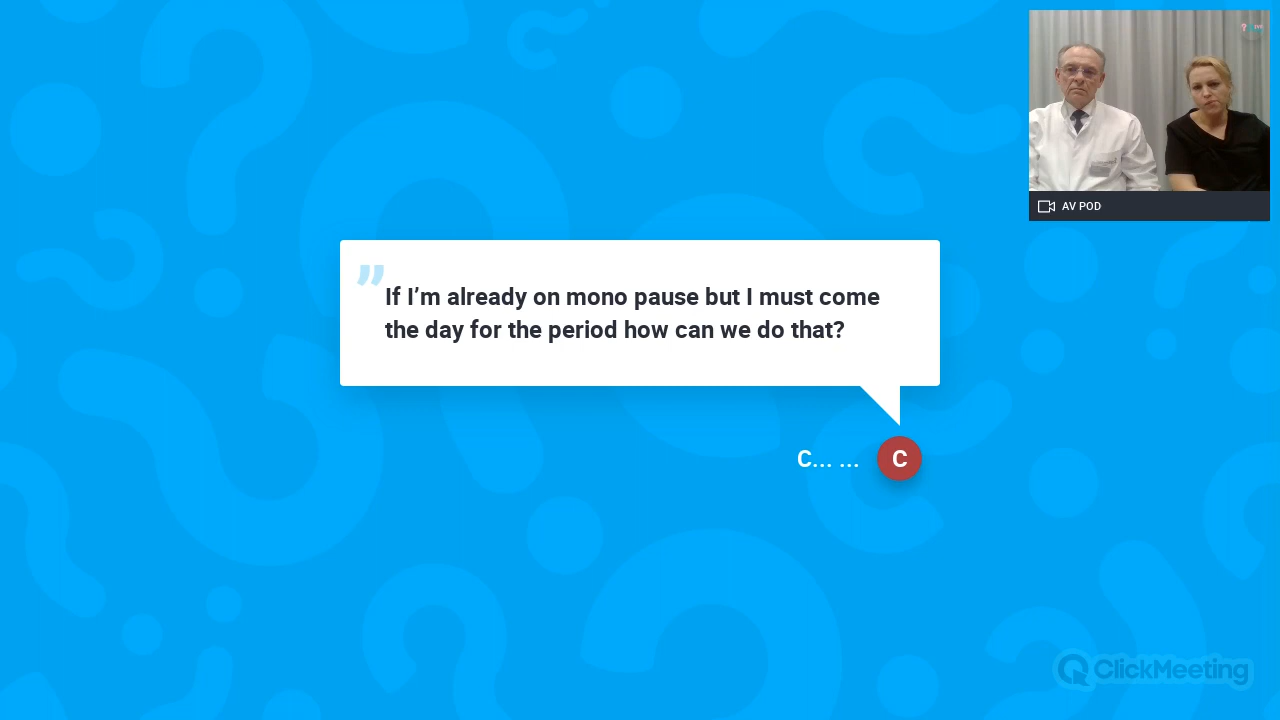 If I’m already on mono pause but I must come
the day for the period how can we do that?
C... ...
C
AV POD
ClickMeeting